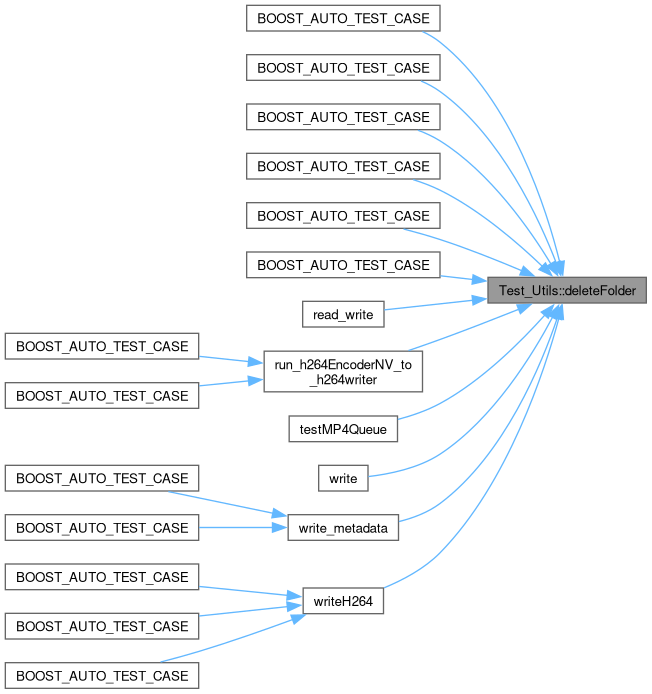 BOOST_AUTO_TEST_CASE
BOOST_AUTO_TEST_CASE
BOOST_AUTO_TEST_CASE
BOOST_AUTO_TEST_CASE
BOOST_AUTO_TEST_CASE
BOOST_AUTO_TEST_CASE
Test_Utils::deleteFolder
read_write
BOOST_AUTO_TEST_CASE
run_h264EncoderNV_to
_h264writer
BOOST_AUTO_TEST_CASE
testMP4Queue
write
BOOST_AUTO_TEST_CASE
write_metadata
BOOST_AUTO_TEST_CASE
BOOST_AUTO_TEST_CASE
writeH264
BOOST_AUTO_TEST_CASE
BOOST_AUTO_TEST_CASE